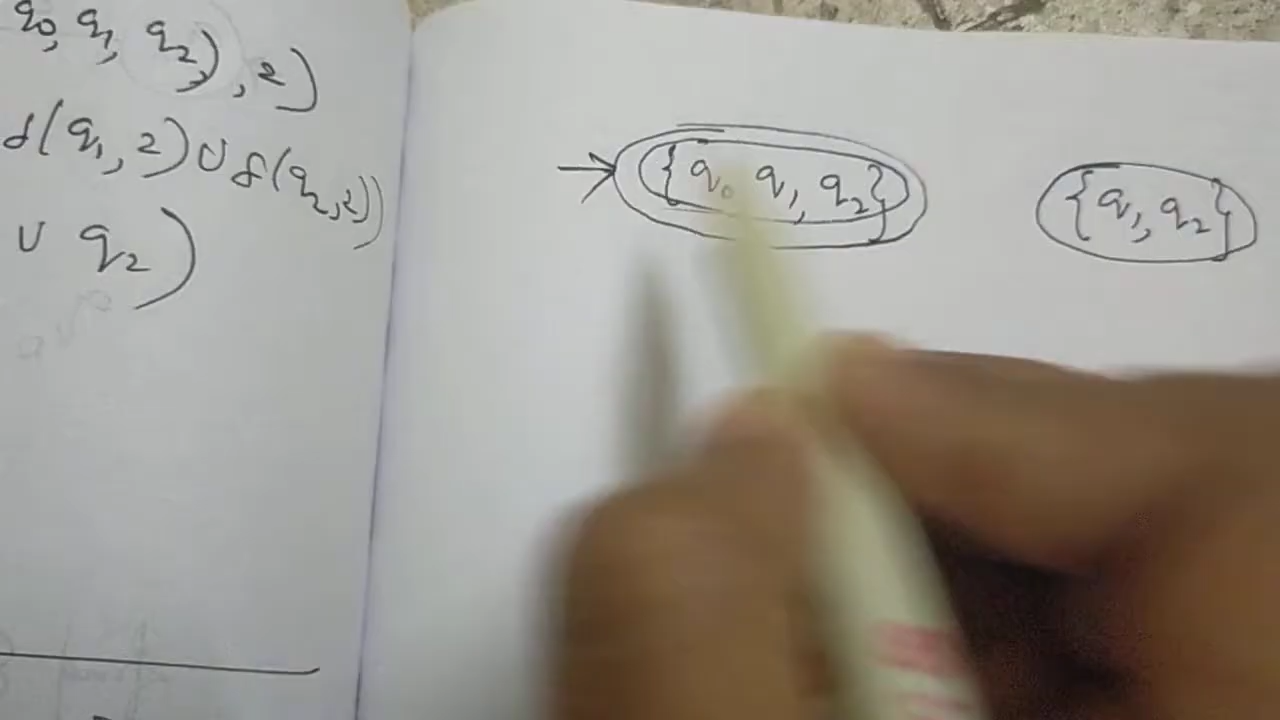 q0, q1, q2), 2)
δ(q1, 2) ∪ δ(q2, 2))
∪ q2)
{q0 q1, q2}
{q1, q2}